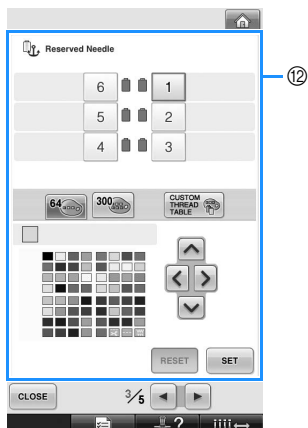 Reserved Needle
6 1
5 2
4 3
64 300 CUSTOM
THREAD
TABLE
RESET SET
CLOSE 3/5
?
⑫